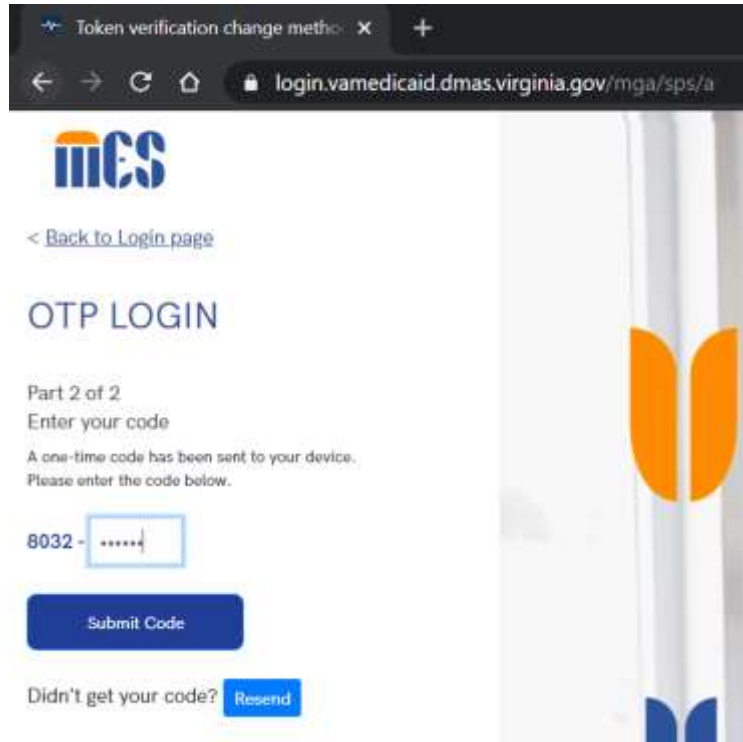 Token verification change metho
login.vamedicaid.dmas.virginia.gov/mga/sps/a
mes
< Back to Login page
OTP LOGIN
Part 2 of 2
Enter your code
A one-time code has been sent to your device.
Please enter the code below.
8032 - ••••••
Submit Code
Didn't get your code? Resend